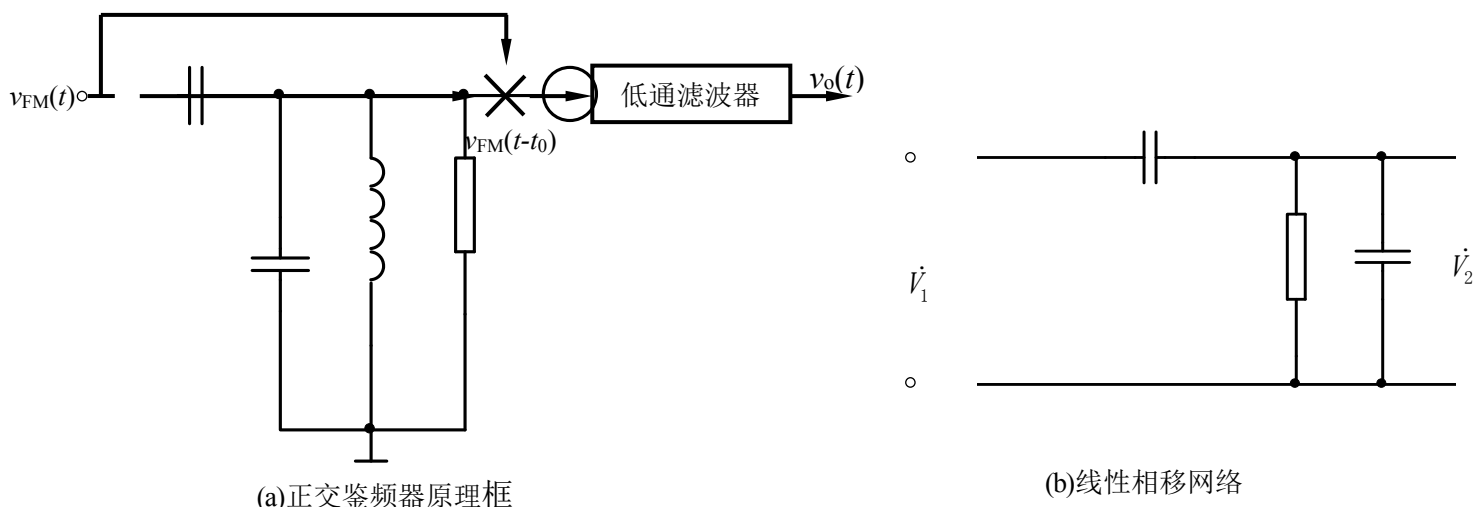 v_FM(t)
低通滤波器
v_o(t)
v_FM(t-t_0)
V̇_1
V̇_2
(a)正交鉴频器原理框
(b)线性相移网络